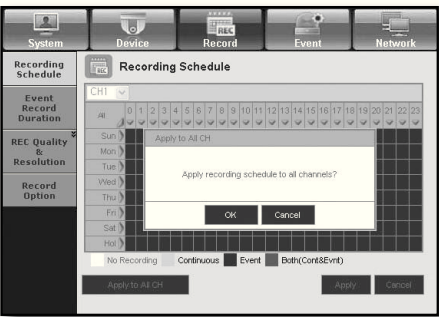 System Device Record Event Network
REC
Recording Schedule
Event Record Duration
REC Quality & Resolution
Record Option
REC Recording Schedule
CH1
All 0 1 2 3 4 5 6 7 8 9 10 11 12 13 14 15 16 17 18 19 20 21 22 23
Sun
Mon
Tue
Wed
Thu
Fri
Sat
Hol
Apply to All CH
Apply recording schedule to all channels?
OK Cancel
No Recording Continuous Event Both(Cont&Evnt)
Apply to All CH Apply Cancel